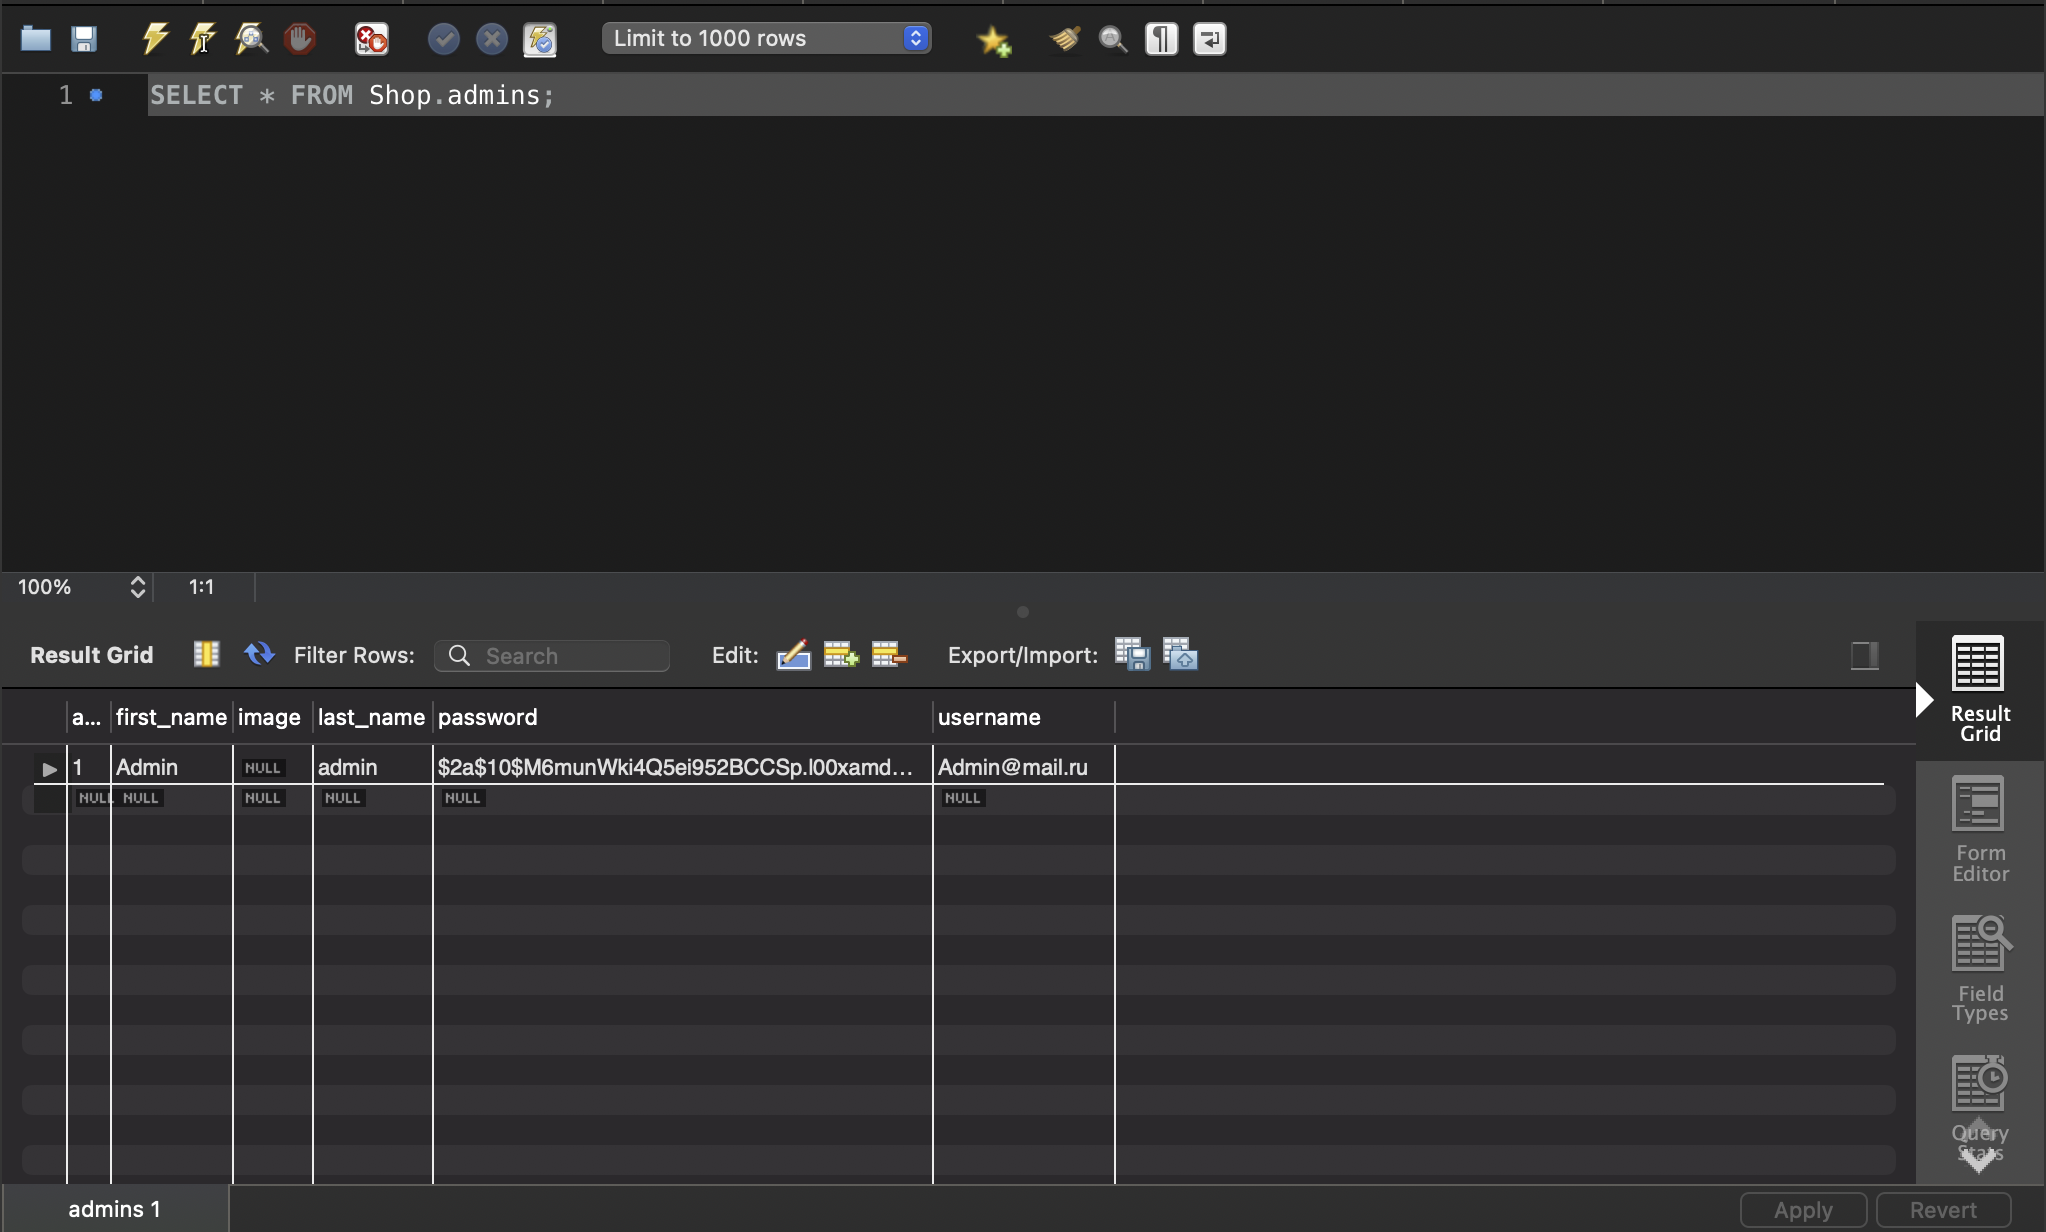 Limit to 1000 rows
1 SELECT * FROM Shop.admins;
100% 1:1
Result Grid Filter Rows: Search Edit: Export/Import:
a... first_name image last_name password username
1 Admin NULL admin $2a$10$M6munWki4Q5ei952BCCSp.l00xamd... Admin@mail.ru
NULL NULL NULL NULL NULL NULL
Result
Grid
Form
Editor
Field
Types
Query
Stats
admins 1
Apply Revert